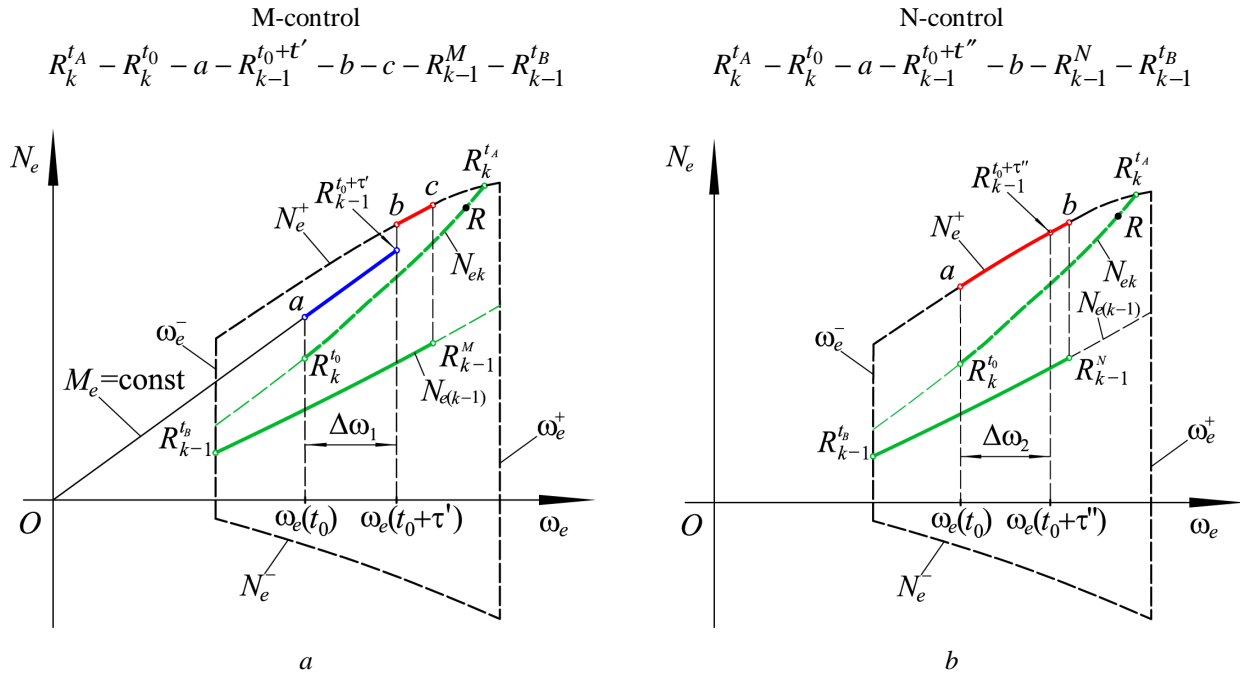 M-control
N-control
R_k^{t_A} − R_k^{t_0} − a − R_{k−1}^{t_0+t′} − b − c − R_{k−1}^M − R_{k−1}^{t_B}
R_k^{t_A} − R_k^{t_0} − a − R_{k−1}^{t_0+t″} − b − R_{k−1}^N − R_{k−1}^{t_B}
N_e
R_k^{t_A}
R_{k-1}^{t_0+τ'}
c
b
R
N_e^+
N_{ek}
a
ω_e^-
R_k^{t_0}
R_{k-1}^M
M_e=const
N_{e(k-1)}
R_{k-1}^{t_B}
Δω_1
ω_e^+
O
ω_e(t_0)
ω_e(t_0+τ')
ω_e
N_e^-
a
N_e
R_k^{t_A}
R_{k-1}^{t_0+τ''}
b
R
N_e^+
a
N_{ek}
N_{e(k-1)}
ω_e^-
R_k^{t_0}
R_{k-1}^N
R_{k-1}^{t_B}
Δω_2
ω_e^+
O
ω_e(t_0)
ω_e(t_0+τ'')
ω_e
N_e^-
b